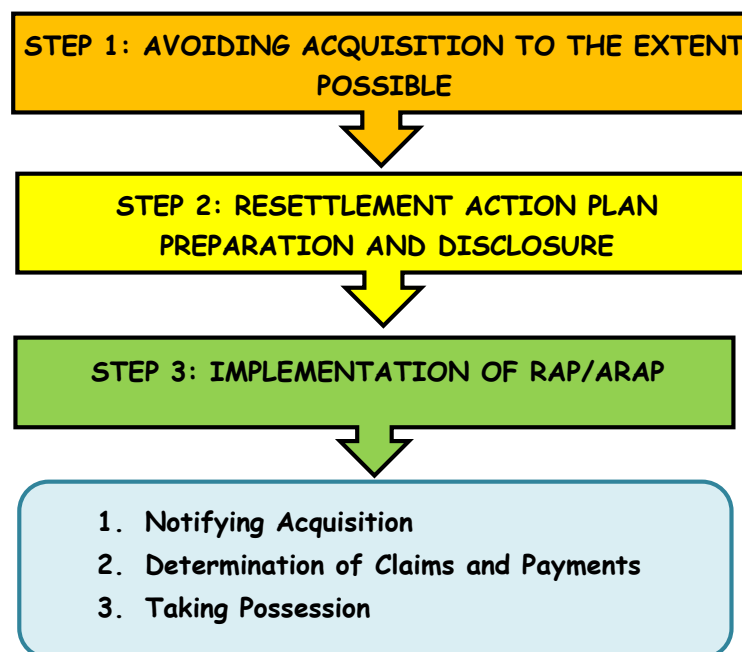 STEP 1: AVOIDING ACQUISITION TO THE EXTENT
POSSIBLE
STEP 2: RESETTLEMENT ACTION PLAN
PREPARATION AND DISCLOSURE
STEP 3: IMPLEMENTATION OF RAP/ARAP
1. Notifying Acquisition
2. Determination of Claims and Payments
3. Taking Possession